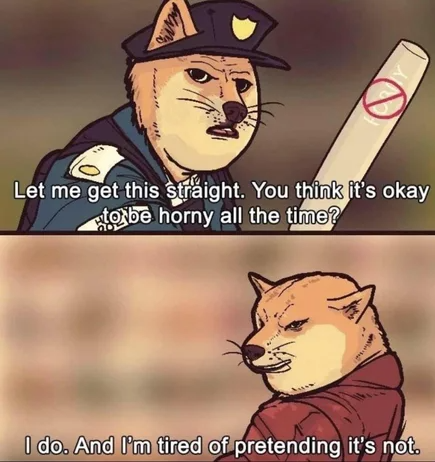 HORNY
Let me get this straight. You think it's okay
to be horny all the time?
I do. And I'm tired of pretending it's not.